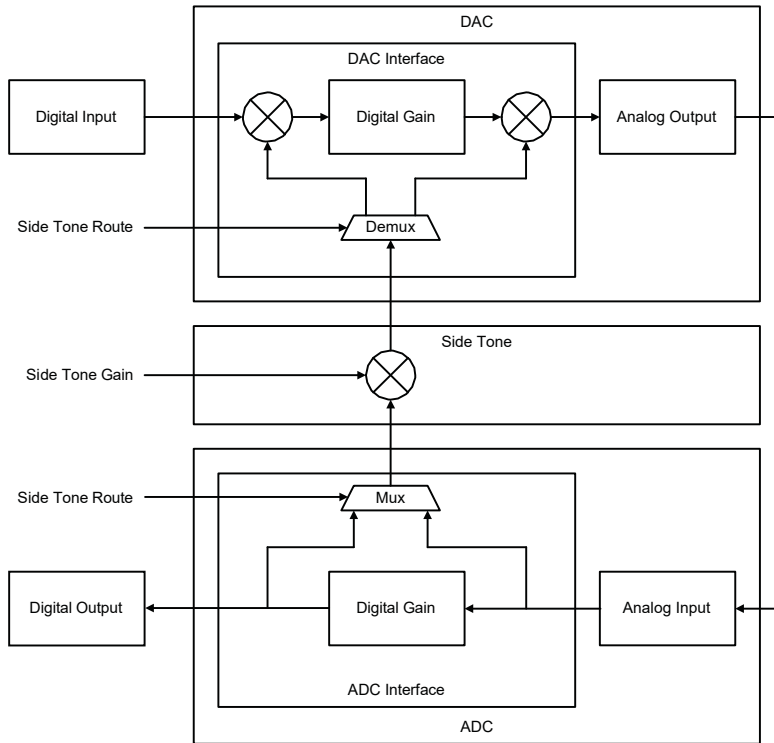 DAC
DAC Interface
Digital Input
Digital Gain
Analog Output
Side Tone Route
Demux
Side Tone
Side Tone Gain
Side Tone Route
Mux
Digital Output
Digital Gain
Analog Input
ADC Interface
ADC